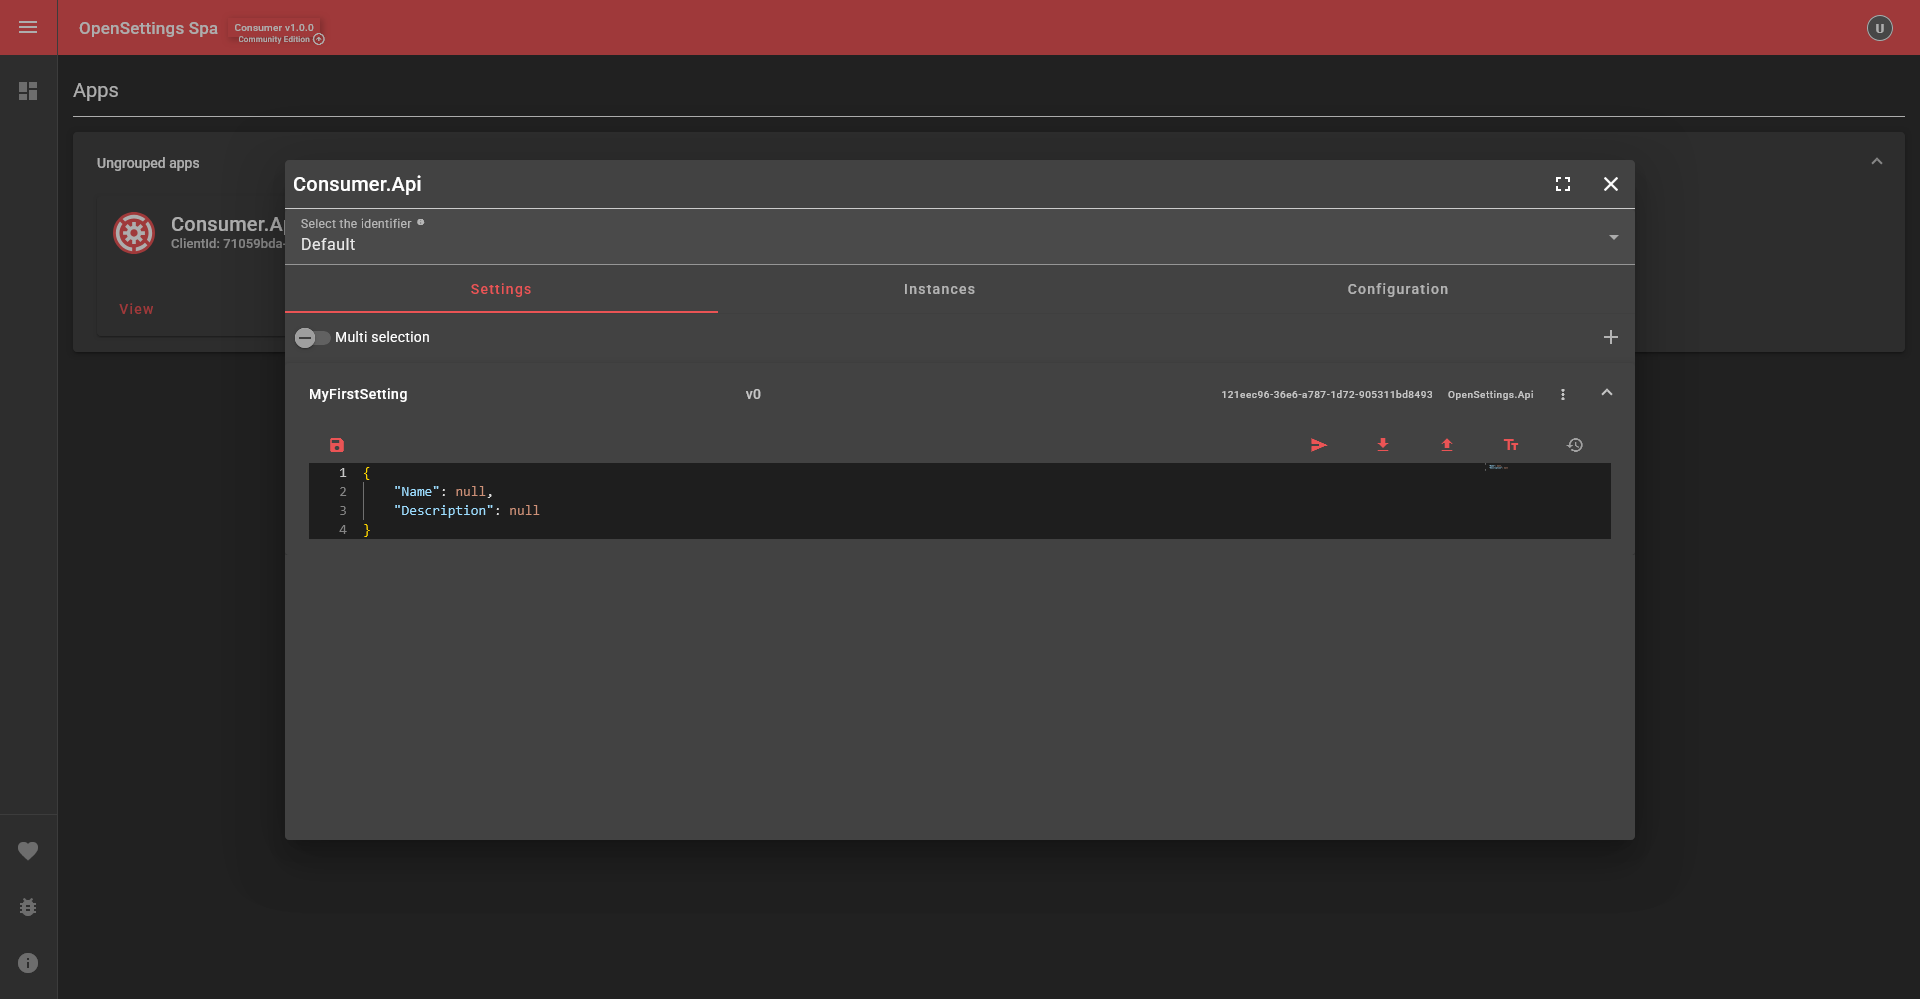 OpenSettings Spa
Consumer v1.0.0
Community Edition
U
Apps
Ungrouped apps
Consumer.Ap
ClientId: 71059bda-
View
Consumer.Api
Select the identifier
Default
Settings Instances Configuration
Multi selection
MyFirstSetting v0 121eec96-36e6-a787-1d72-905311bd8493 OpenSettings.Api
Tт
1 {
2 "Name": null,
3 "Description": null
4 }